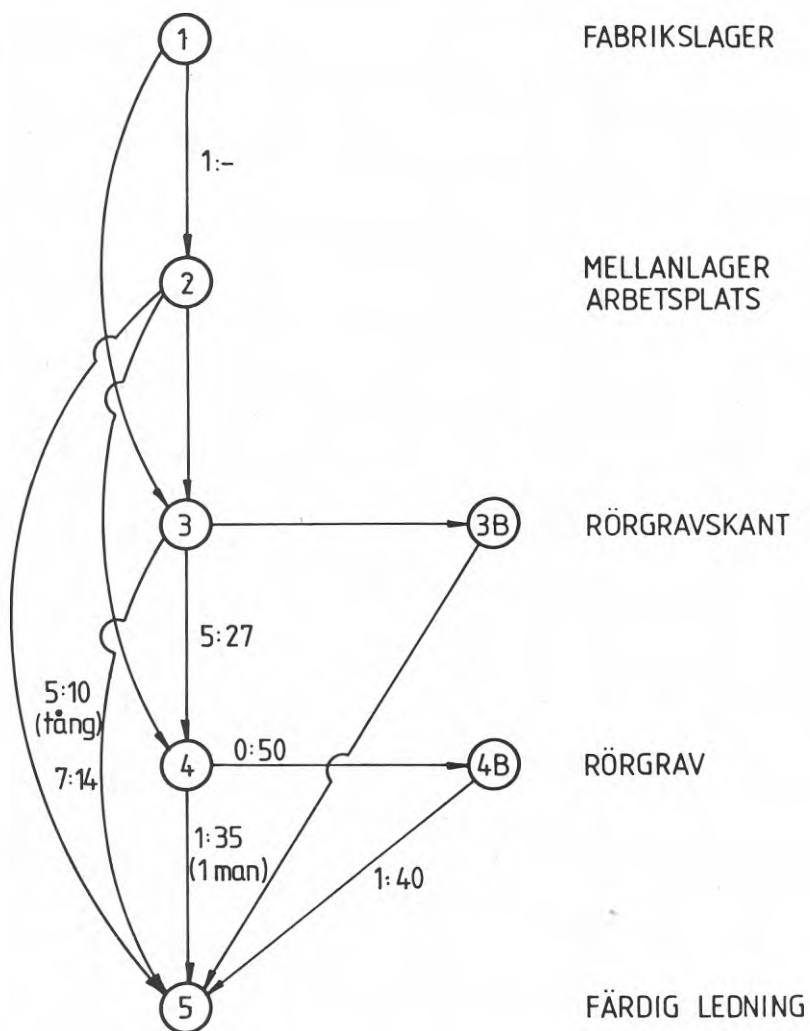 1 FABRIKSLAGER
1:-
2 MELLANLAGER
ARBETSPLATS
3 3B RÖRGRAVSKANT
5:27
5:10
(tång)
7:14
0:50
4 4B RÖRGRAV
1:35
(1 man)
1:40
5 FÄRDIG LEDNING